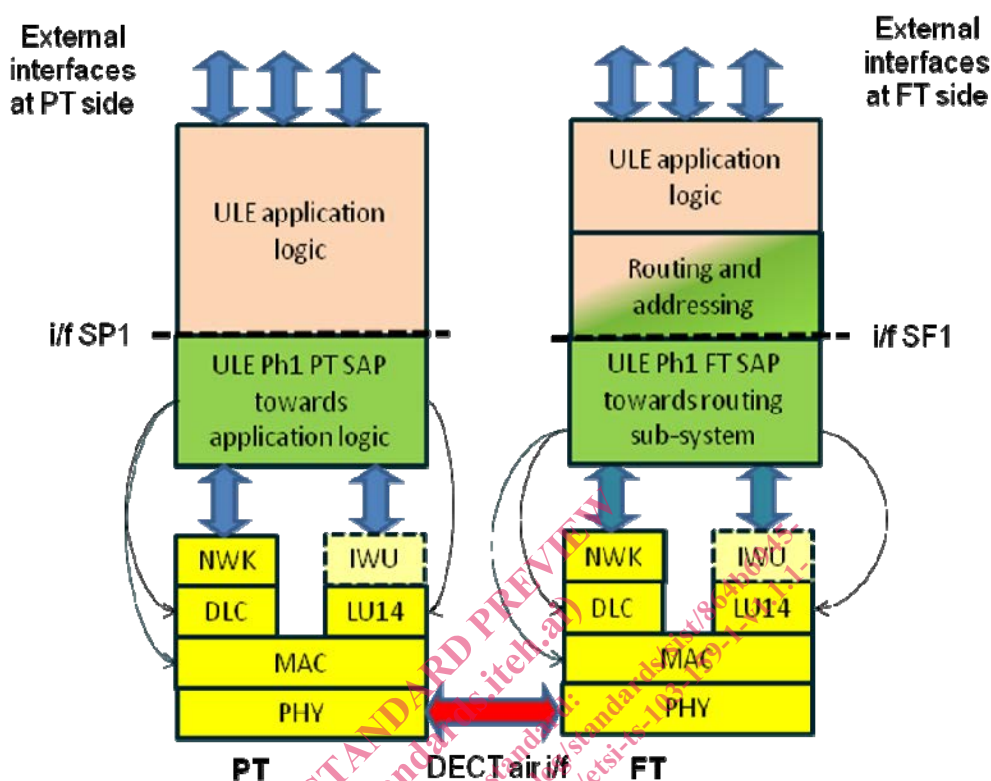 External
interfaces
at PT side
External
interfaces
at FT side
ULE application
logic
ULE application
logic
Routing and
addressing
i/f SP1
i/f SF1
ULE Ph1 PT SAP
towards
application logic
ULE Ph1 FT SAP
towards routing
sub-system
NWK
IWU
DLC
LU14
MAC
PHY
NWK
IWU
DLC
LU14
MAC
PHY
PT
DECT air i/f
FT
STANDARD PREVIEW